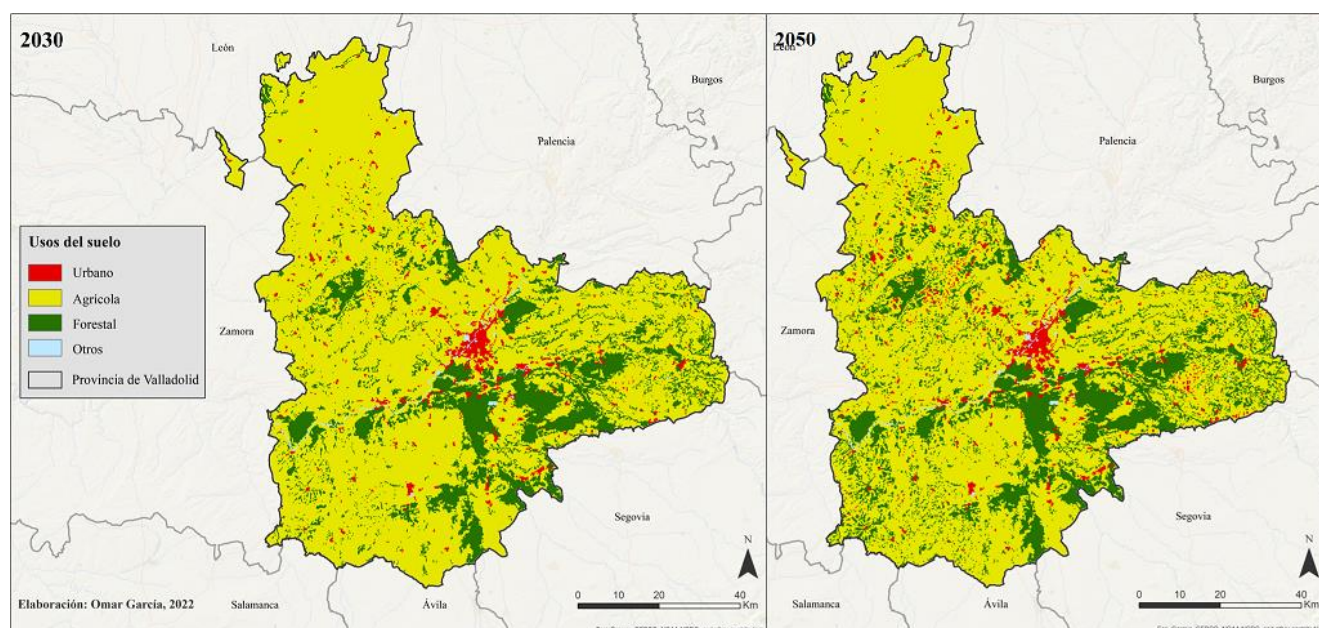 2030
León
Burgos
Palencia
Usos del suelo
Urbano
Agrícola
Forestal
Otros
Provincia de Valladolid
Zamora
Segovia
N
Elaboración: Omar García, 2022
Salamanca
Ávila
0 10 20 40
Km
2050
León
Burgos
Palencia
Zamora
Segovia
N
Salamanca
Ávila
0 10 20 40
Km